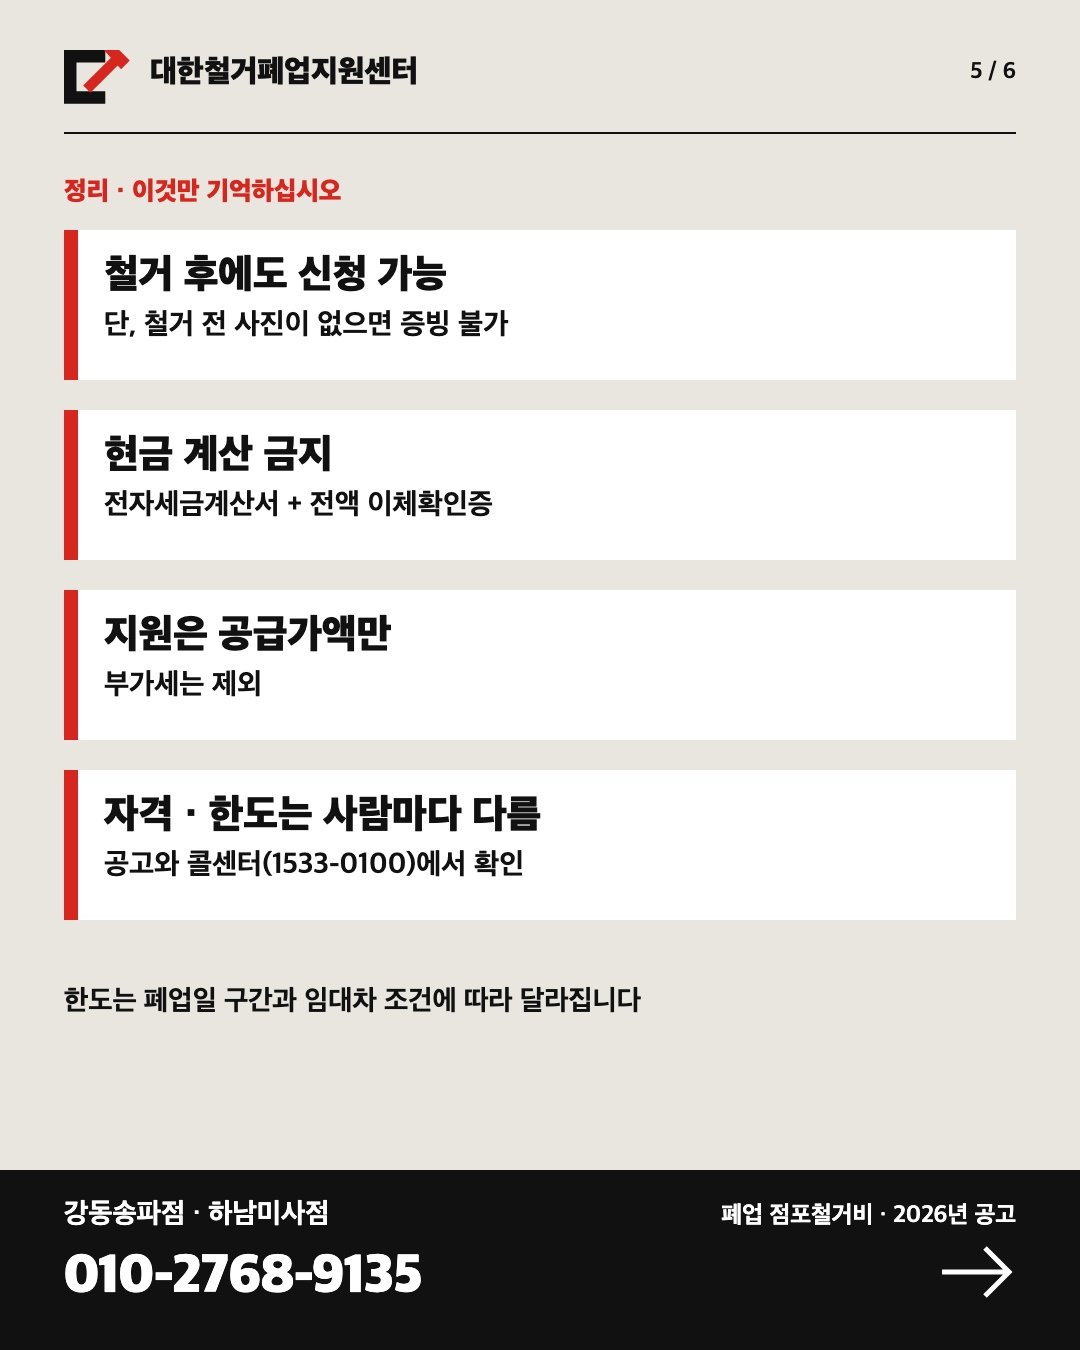 대한철거폐업지원센터
5 / 6
정리 · 이것만 기억하십시오
철거 후에도 신청 가능
단, 철거 전 사진이 없으면 증빙 불가
현금 계산 금지
전자세금계산서 + 전액 이체확인증
지원은 공급가액만
부가세는 제외
자격 · 한도는 사람마다 다름
공고와 콜센터(1533-0100)에서 확인
한도는 폐업일 구간과 임대차 조건에 따라 달라집니다
강동송파점 · 하남미사점
폐업 점포철거비 · 2026년 공고
010-2768-9135